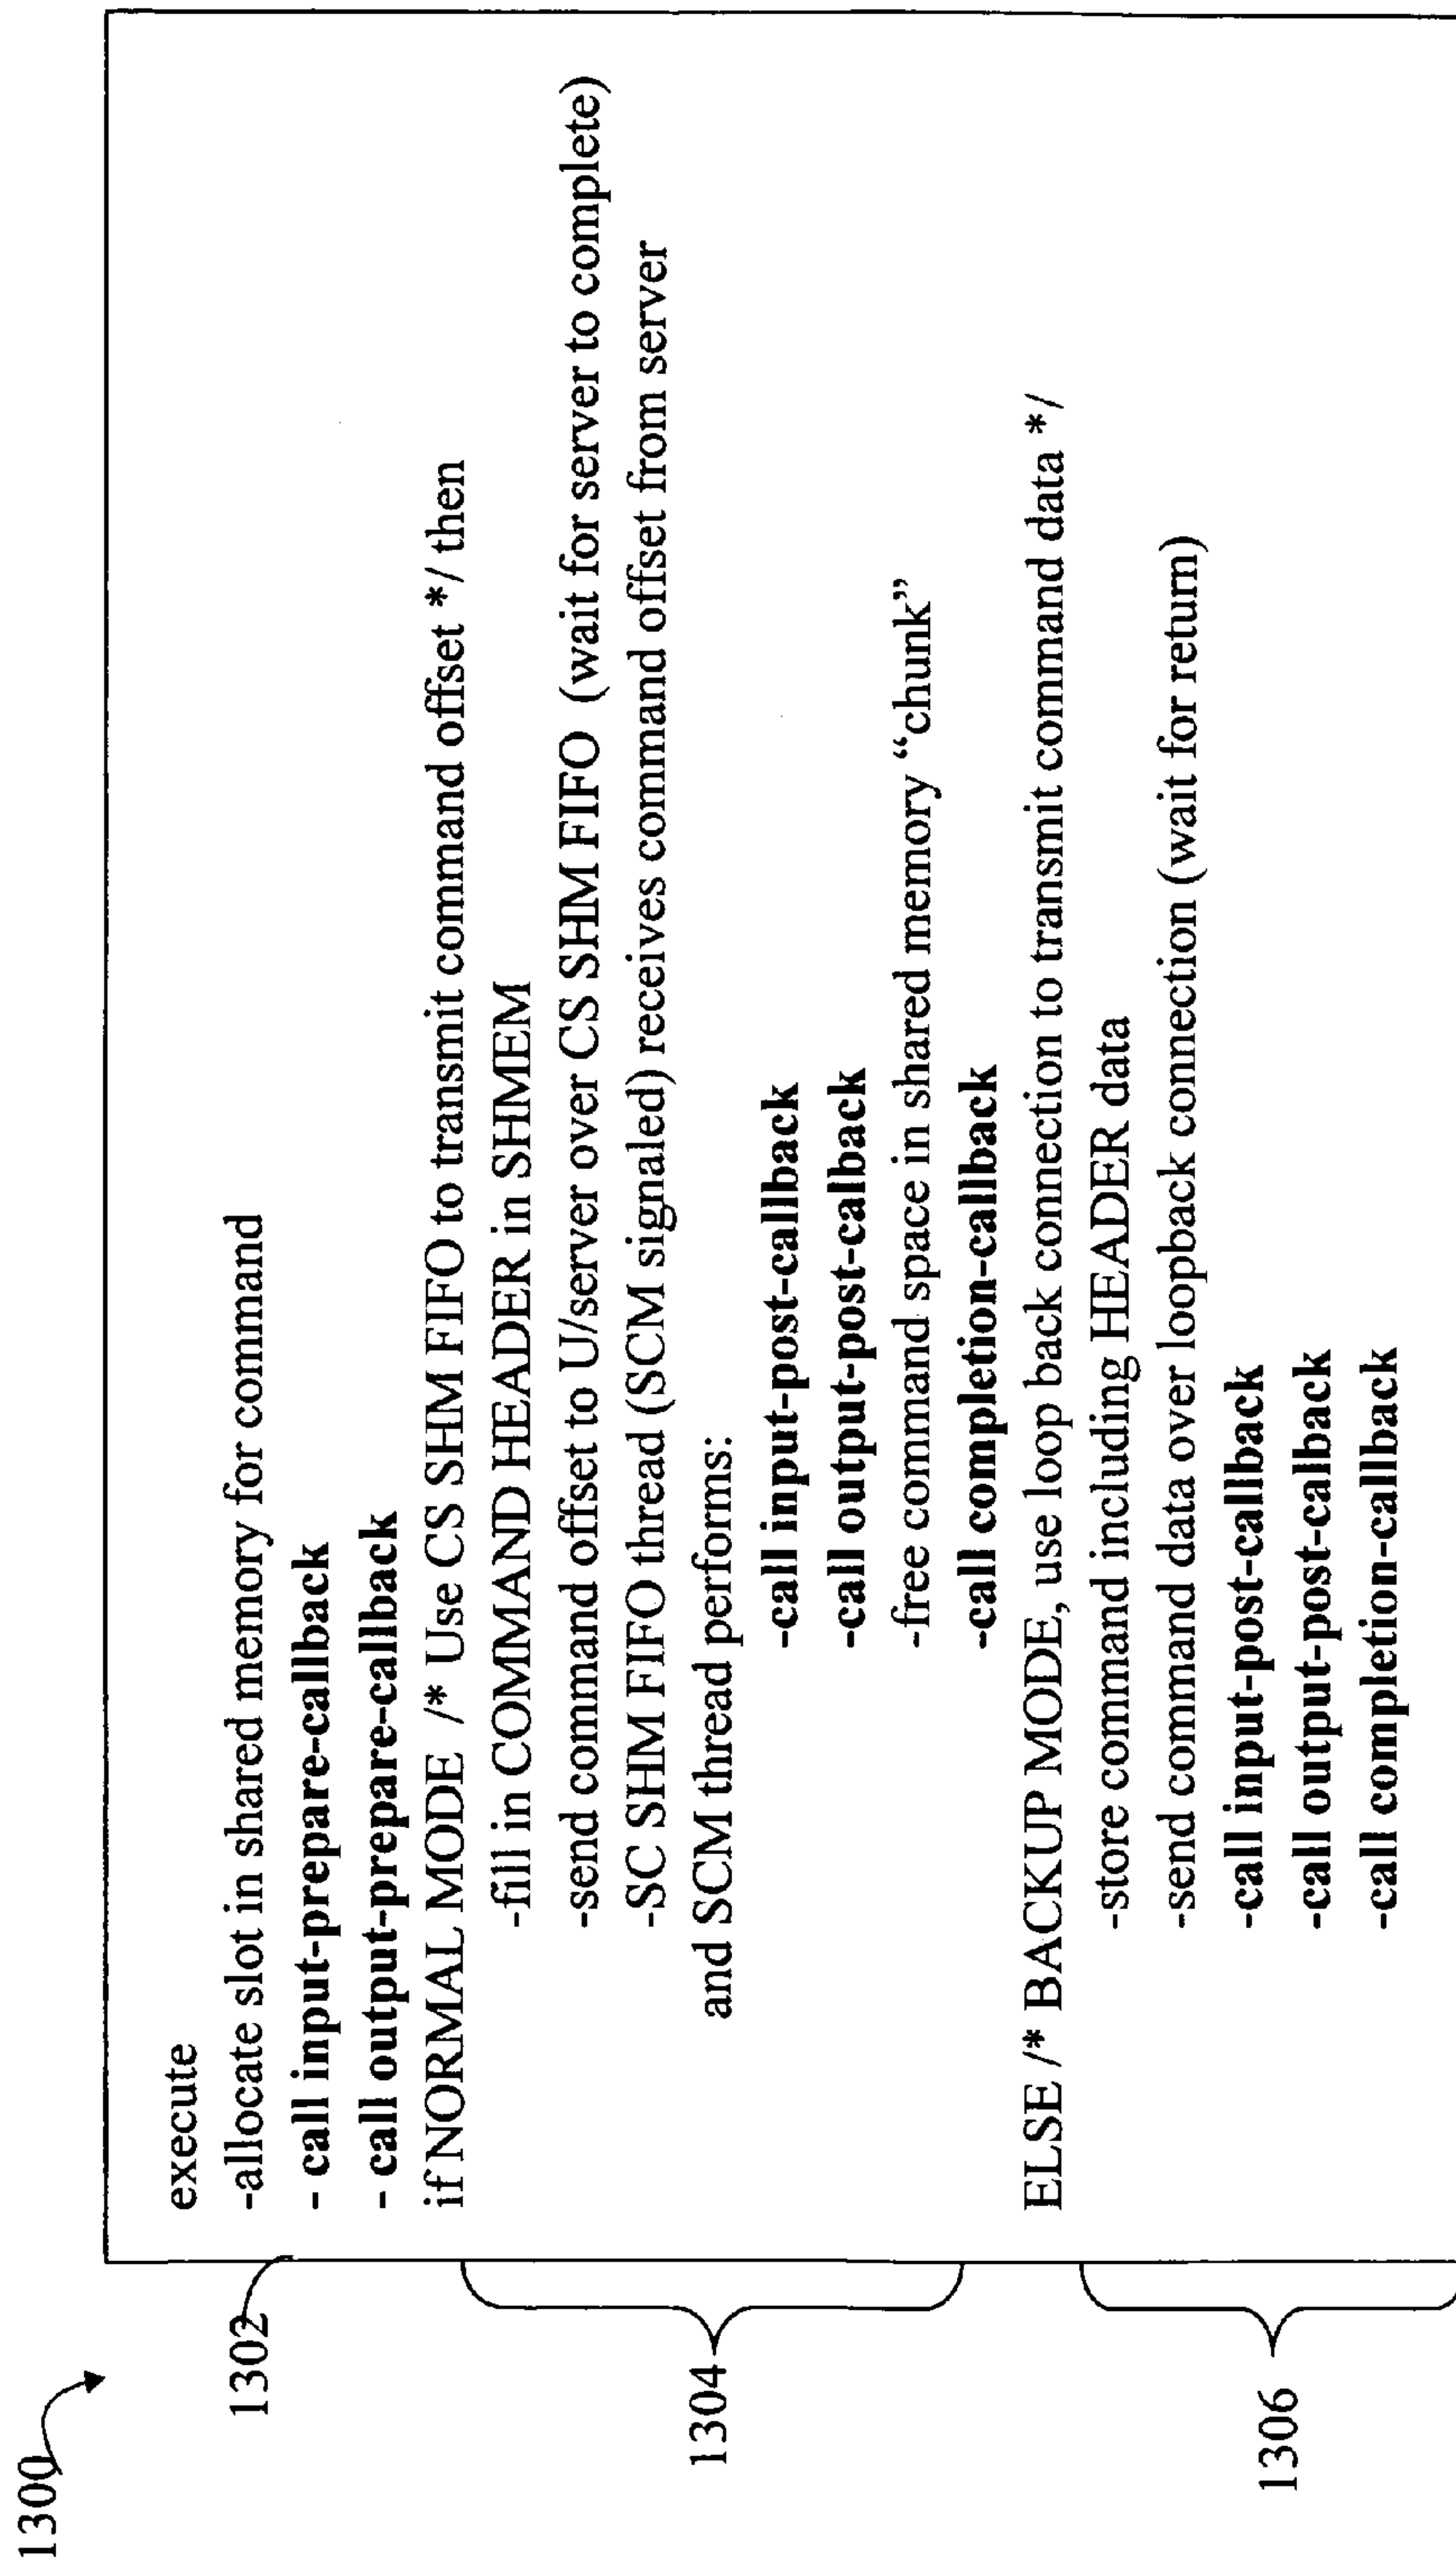 1300
1302
execute
-allocate slot in shared memory for command
- call input-prepare-callback
- call output-prepare-callback
if NORMAL MODE /* Use CS SHM FIFO to transmit command offset */ then
1304
-fill in COMMAND HEADER in SHMEM
-send command offset to U/server over CS SHM FIFO (wait for server to complete)
-SC SHM FIFO thread (SCM signaled) receives command offset from server
and SCM thread performs:
-call input-post-callback
-call output-post-calback
-free command space in shared memory “chunk”
-call completion-callback
ELSE /* BACKUP MODE, use loop back connection to transmit command data */
1306
-store command including HEADER data
-send command data over loopback connection (wait for return)
-call input-post-callback
-call output-post-calback
-call completion-callback